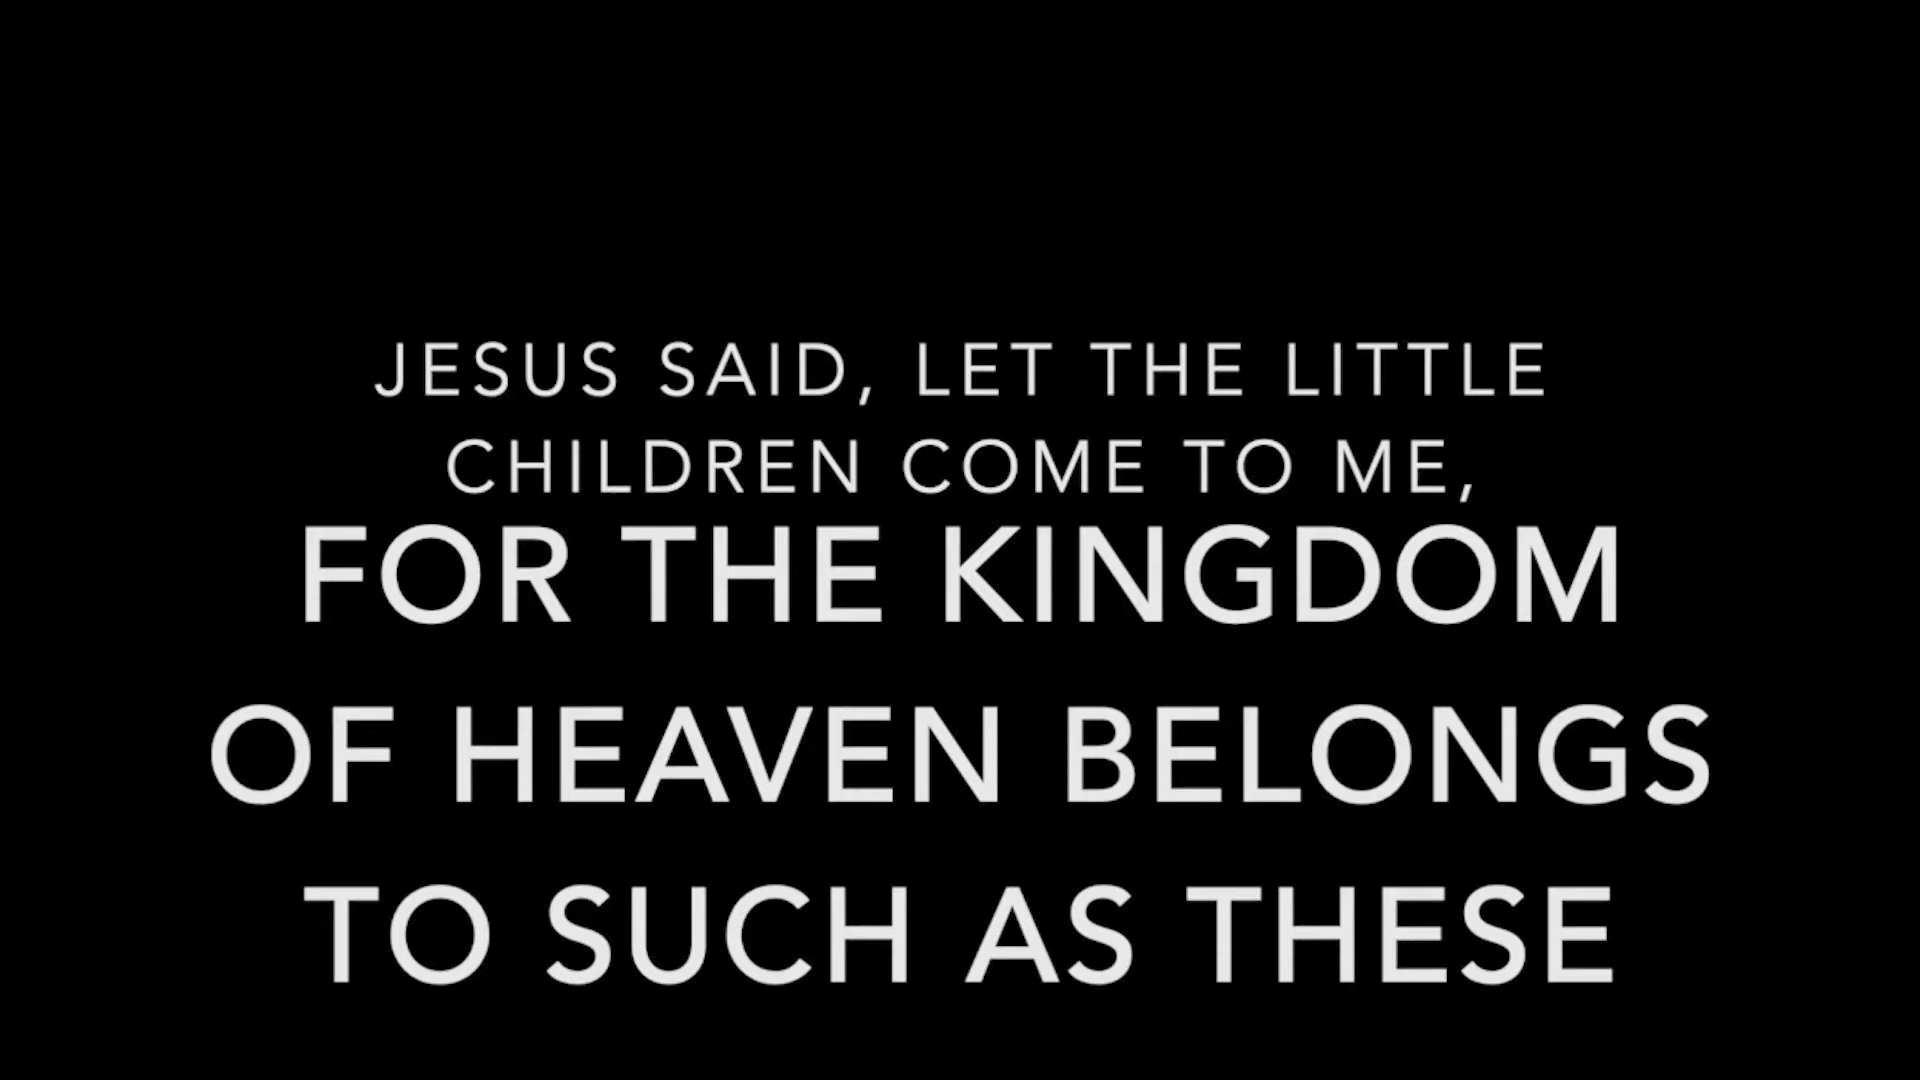 JESUS SAID, LET THE LITTLE
CHILDREN COME TO ME,
FOR THE KINGDOM
OF HEAVEN BELONGS
TO SUCH AS THESE